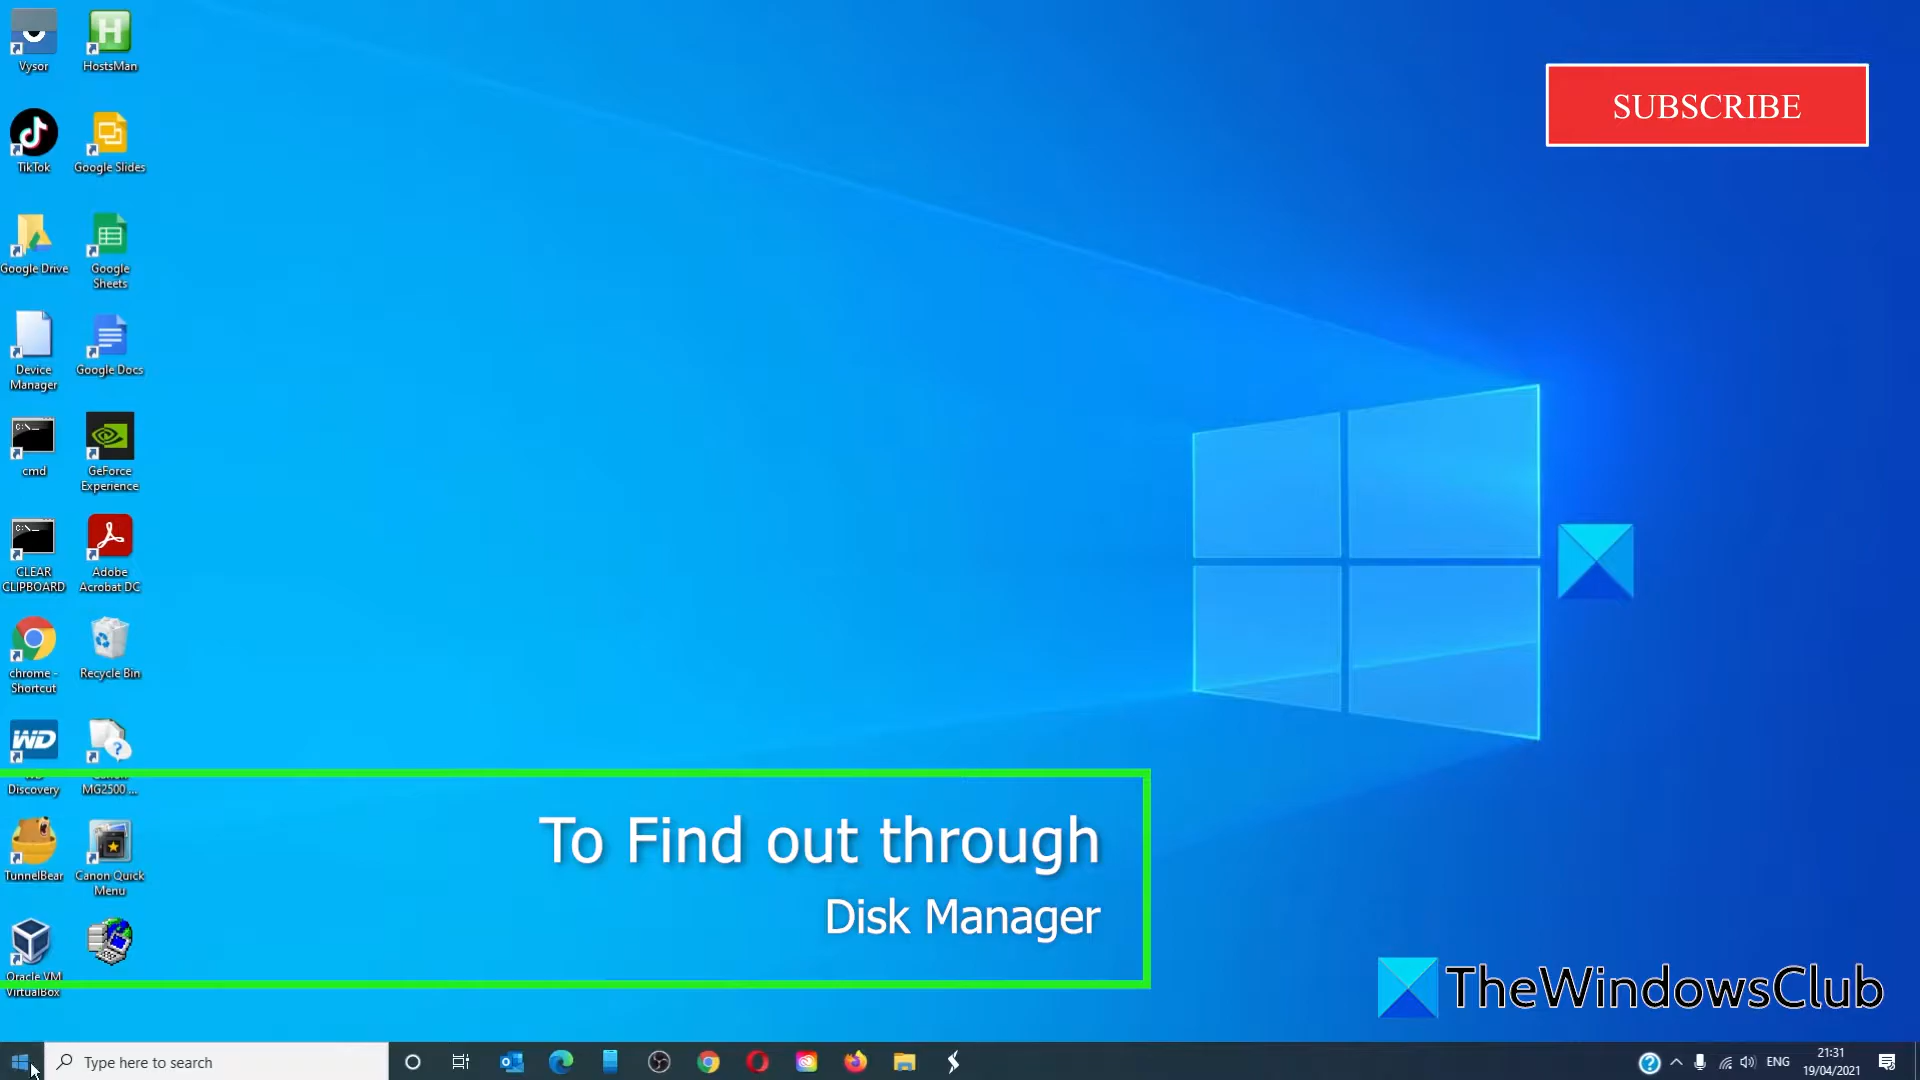 Vysor
HostsMan
SUBSCRIBE
TikTok
Google Slides
Google Drive
Google
Sheets
Device
Manager
Google Docs
cmd
GeForce
Experience
CLEAR
CLIPBOARD
Adobe
Acrobat DC
chrome -
Shortcut
Recycle Bin
WD
Discovery
MG2500 ...
To Find out through
Disk Manager
TunnelBear
Canon Quick
Menu
Oracle VM
VirtualBox
TheWindowsClub
Type here to search
ENG
21:31
19/04/2021